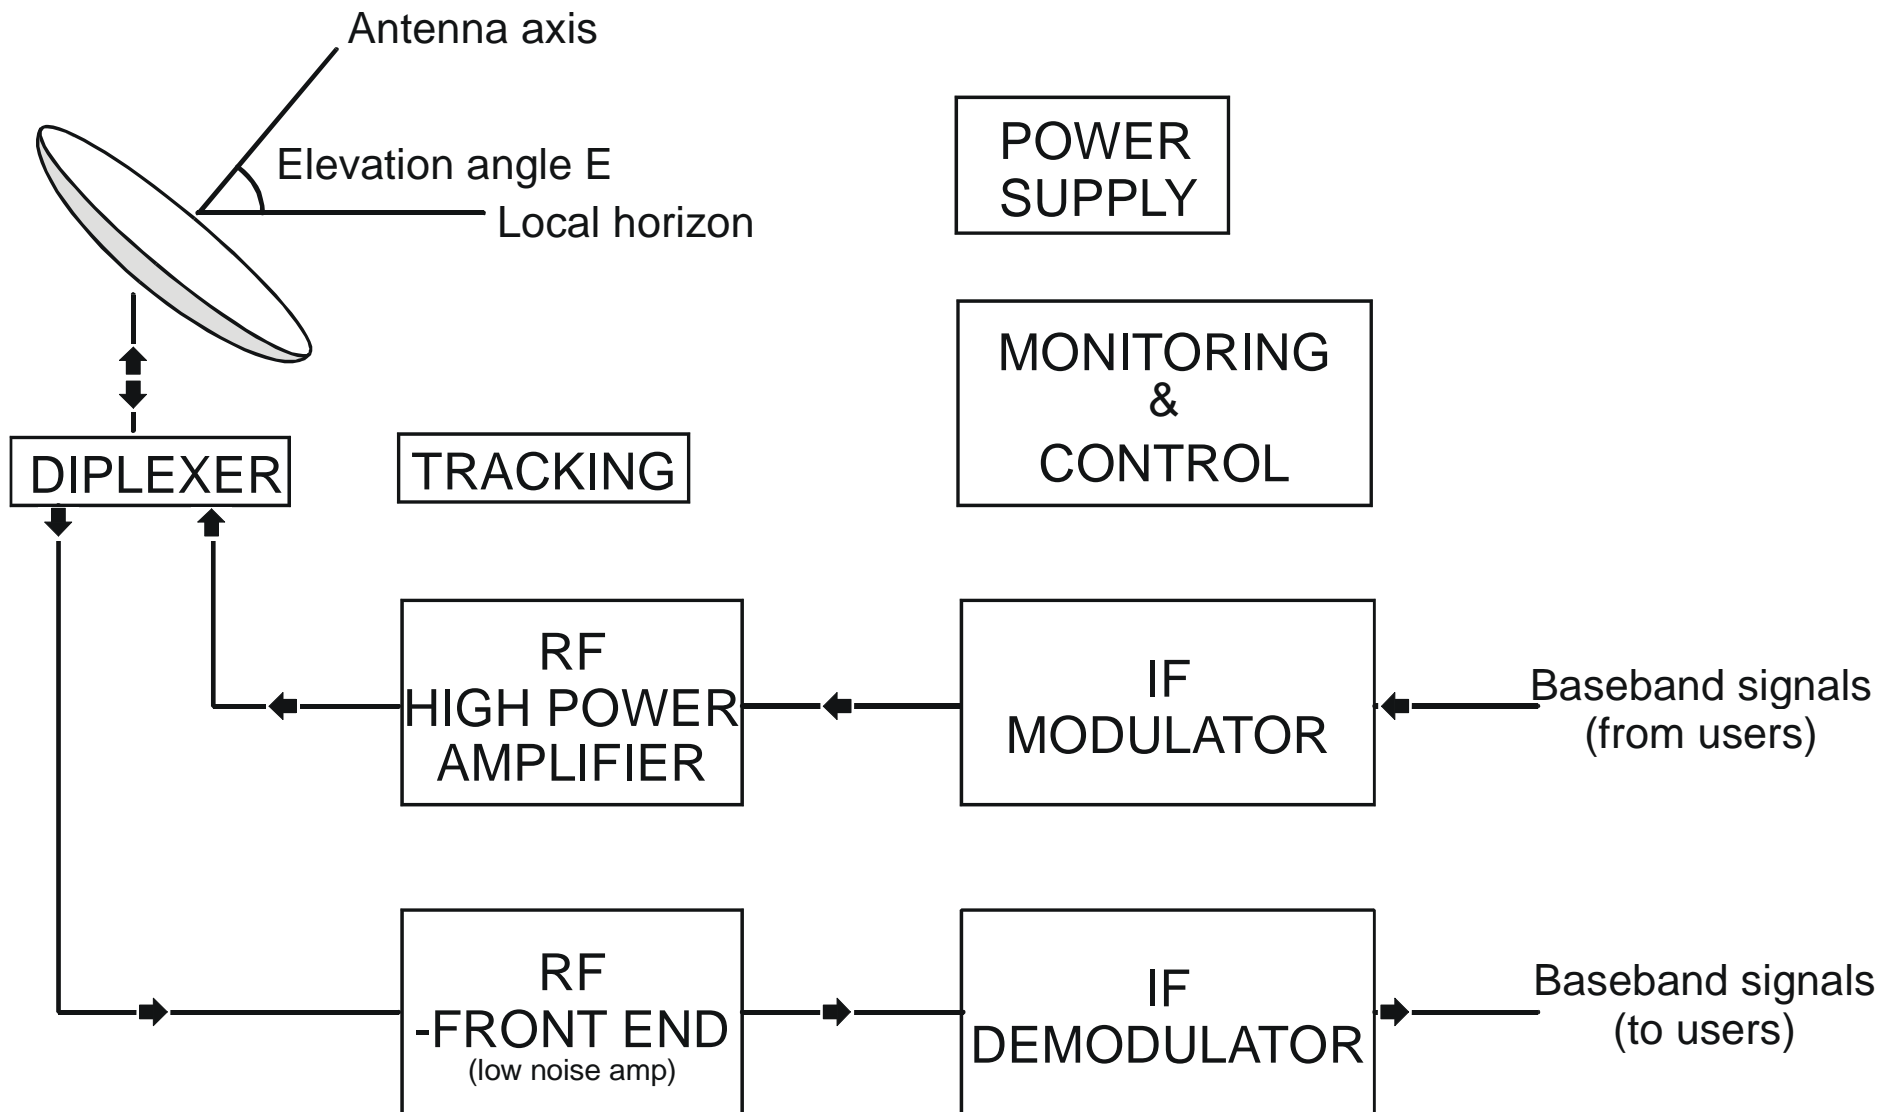 Antenna axis
Elevation angle E
Local horizon
POWER
SUPPLY
MONITORING
&
CONTROL
DIPLEXER
TRACKING
RF
HIGH POWER
AMPLIFIER
IF
MODULATOR
Baseband signals
(from users)
RF
-FRONT END
(low noise amp)
IF
DEMODULATOR
Baseband signals
(to users)